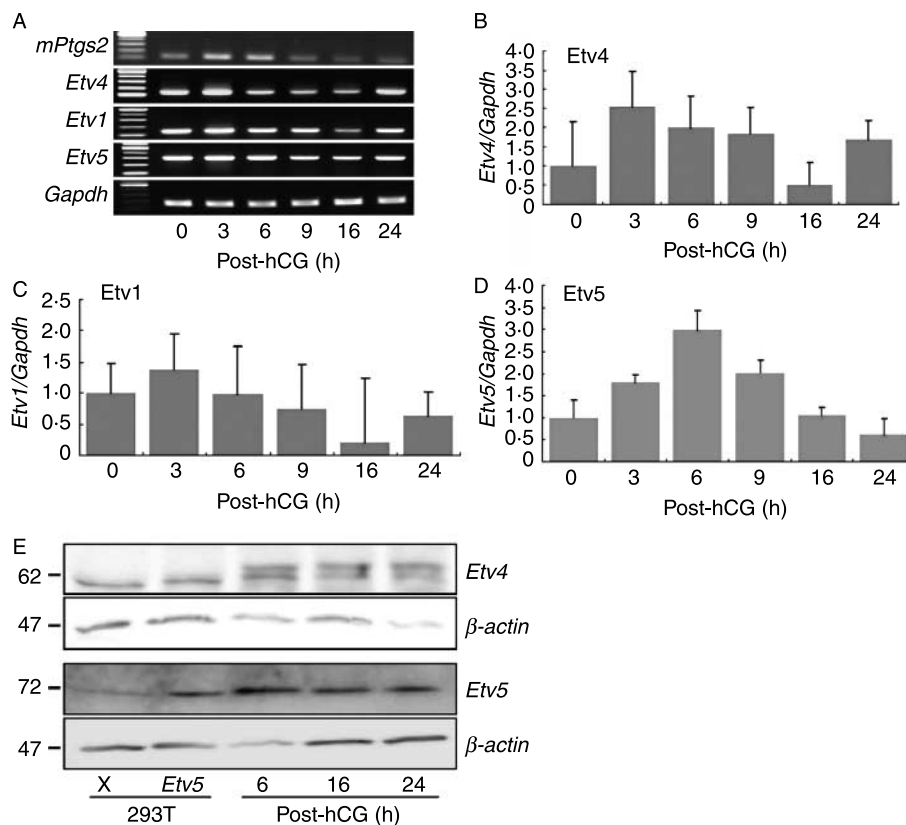 A
mPtgs2
Etv4
Etv1
Etv5
Gapdh
0 3 6 9 16 24
Post-hCG (h)
B
Etv4
Etv4/Gapdh
4·0
3·5
3·0
2·5
2·0
1·5
1·0
0·5
0
0 3 6 9 16 24
Post-hCG (h)
C
Etv1
Etv1/Gapdh
2·5
2·0
1·5
1·0
0·5
0
0 3 6 9 16 24
Post-hCG (h)
D
Etv5
Etv5/Gapdh
4·0
3·5
3·0
2·5
2·0
1·5
1·0
0·5
0
0 3 6 9 16 24
Post-hCG (h)
E
62 Etv4
47 β-actin
72 Etv5
47 β-actin
X Etv5 6 16 24
293T Post-hCG (h)